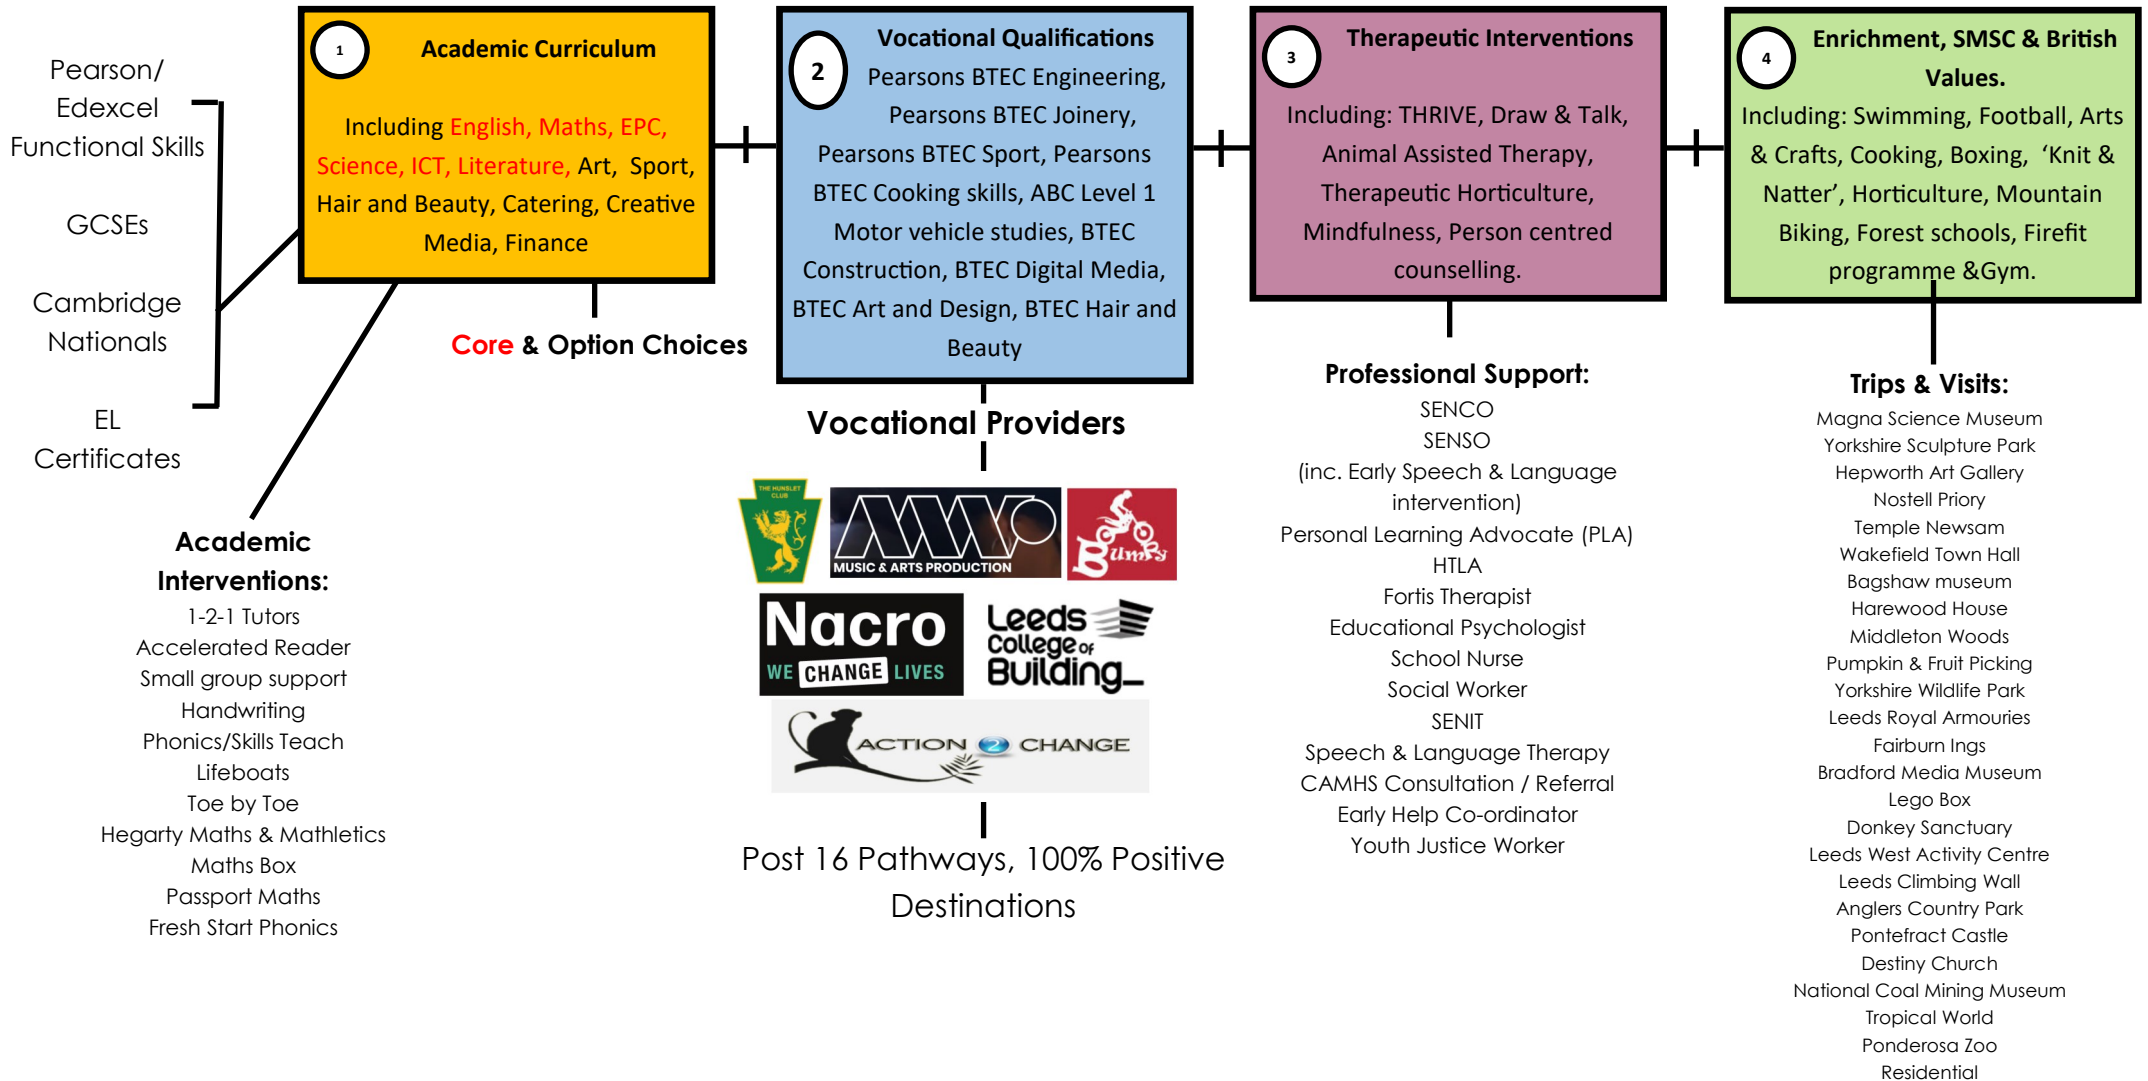 Pearson/
Edexcel
Functional Skills
GCSEs
Cambridge
Nationals
EL
Certificates
1
Academic Curriculum
Including English, Maths, EPC,
Science, ICT, Literature, Art, Sport,
Hair and Beauty, Catering, Creative
Media, Finance
Core & Option Choices
Academic
Interventions:
1-2-1 Tutors
Accelerated Reader
Small group support
Handwriting
Phonics/Skills Teach
Lifeboats
Toe by Toe
Hegarty Maths & Mathletics
Maths Box
Passport Maths
Fresh Start Phonics
2
Vocational Qualifications
Pearsons BTEC Engineering,
Pearsons BTEC Joinery,
Pearsons BTEC Sport, Pearsons
BTEC Cooking skills, ABC Level 1
Motor vehicle studies, BTEC
Construction, BTEC Digital Media,
BTEC Art and Design, BTEC Hair and
Beauty
Vocational Providers
THE HUNSLET
CLUB
MUSIC & ARTS PRODUCTION
Bumpy
Nacro
WE CHANGE LIVES
Leeds
College of
Building_
ACTION 2 CHANGE
Post 16 Pathways, 100% Positive
Destinations
3
Therapeutic Interventions
Including: THRIVE, Draw & Talk,
Animal Assisted Therapy,
Therapeutic Horticulture,
Mindfulness, Person centred
counselling.
Professional Support:
SENCO
SENSO
(inc. Early Speech & Language
intervention)
Personal Learning Advocate (PLA)
HTLA
Fortis Therapist
Educational Psychologist
School Nurse
Social Worker
SENIT
Speech & Language Therapy
CAMHS Consultation / Referral
Early Help Co-ordinator
Youth Justice Worker
4
Enrichment, SMSC & British
Values.
Including: Swimming, Football, Arts
& Crafts, Cooking, Boxing, ‘Knit &
Natter’, Horticulture, Mountain
Biking, Forest schools, Firefit
programme &Gym.
Trips & Visits:
Magna Science Museum
Yorkshire Sculpture Park
Hepworth Art Gallery
Nostell Priory
Temple Newsam
Wakefield Town Hall
Bagshaw museum
Harewood House
Middleton Woods
Pumpkin & Fruit Picking
Yorkshire Wildlife Park
Leeds Royal Armouries
Fairburn Ings
Bradford Media Museum
Lego Box
Donkey Sanctuary
Leeds West Activity Centre
Leeds Climbing Wall
Anglers Country Park
Pontefract Castle
Destiny Church
National Coal Mining Museum
Tropical World
Ponderosa Zoo
Residential